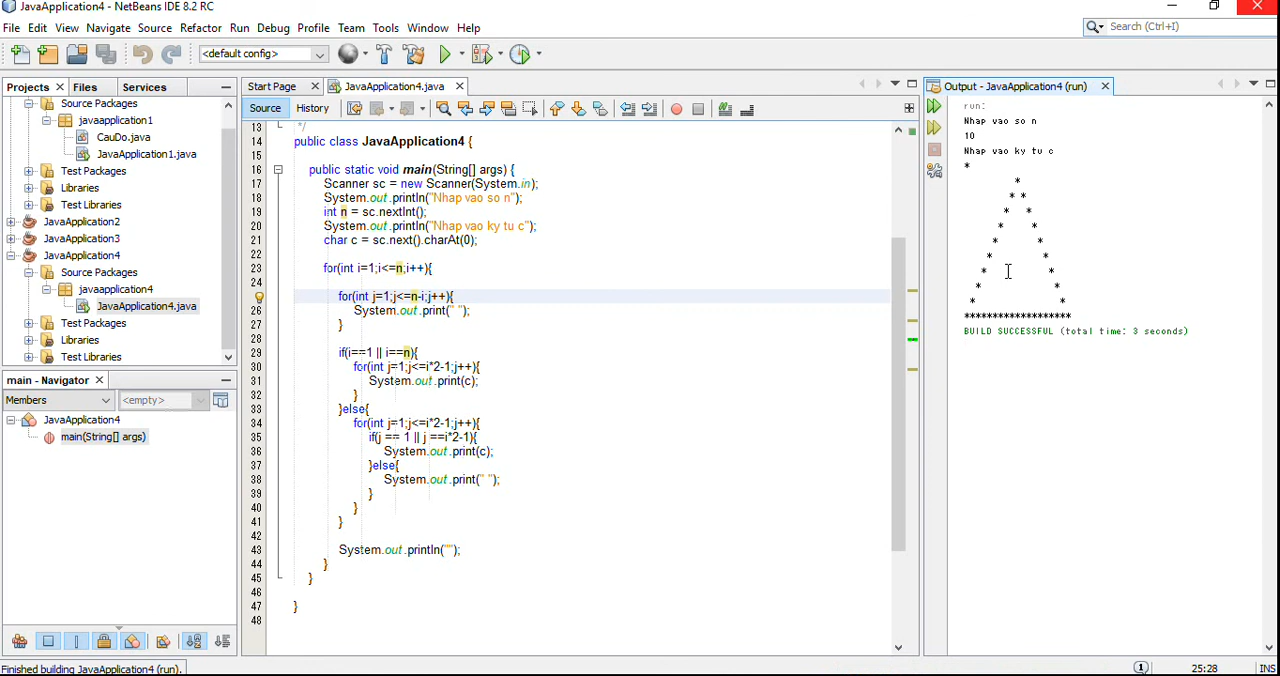 JavaApplication4 - NetBeans IDE 8.2 RC
File Edit View Navigate Source Refactor Run Debug Profile Team Tools Window Help
Search (Ctrl+I)
<default config>
Projects Files Services
Source Packages
javaapplication1
CauDo.java
JavaApplication1.java
Test Packages
Libraries
Test Libraries
JavaApplication2
JavaApplication3
JavaApplication4
Source Packages
javaapplication4
JavaApplication4.java
Test Packages
Libraries
Test Libraries
main - Navigator
Members <empty>
JavaApplication4
main(String[] args)
Start Page JavaApplication4.java
Source History
13 */
14 public class JavaApplication4 {
15
16 public static void main(String[] args) {
17 Scanner sc = new Scanner(System.in);
18 System.out.println("Nhap vao so n");
19 int n = sc.nextInt();
20 System.out.println("Nhap vao ky tu c");
21 char c = sc.next().charAt(0);
22
23 for(int i=1;i<=n;i++){
24
for(int j=1;j<=n-i;j++){
26 System.out.print(" ");
27 }
28
29 if(i==1 || i==n){
30 for(int j=1;j<=i*2-1;j++){
31 System.out.print(c);
32 }
33 }else{
34 for(int j=1;j<=i*2-1;j++){
35 if(j == 1 || j ==i*2-1){
36 System.out.print(c);
37 }else{
38 System.out.print(" ");
39 }
40 }
41 }
42
43 System.out.println("");
44 }
45 }
46
47 }
48
Output - JavaApplication4 (run)
run:
Nhap vao so n
10
Nhap vao ky tu c
*
         *
        * *
       *   *
      *     *
     *       *
    *         *
   *           *
  *             *
 *               *
*******************
BUILD SUCCESSFUL (total time: 3 seconds)
Finished building JavaApplication4 (run).
1
25:28 INS